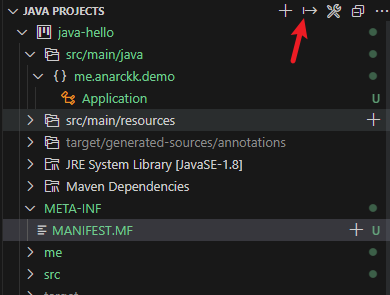 JAVA PROJECTS
java-hello
src/main/java
{} me.anarckk.demo
Application
src/main/resources
target/generated-sources/annotations
JRE System Library [JavaSE-1.8]
Maven Dependencies
META-INF
MANIFEST.MF U
me
src
target